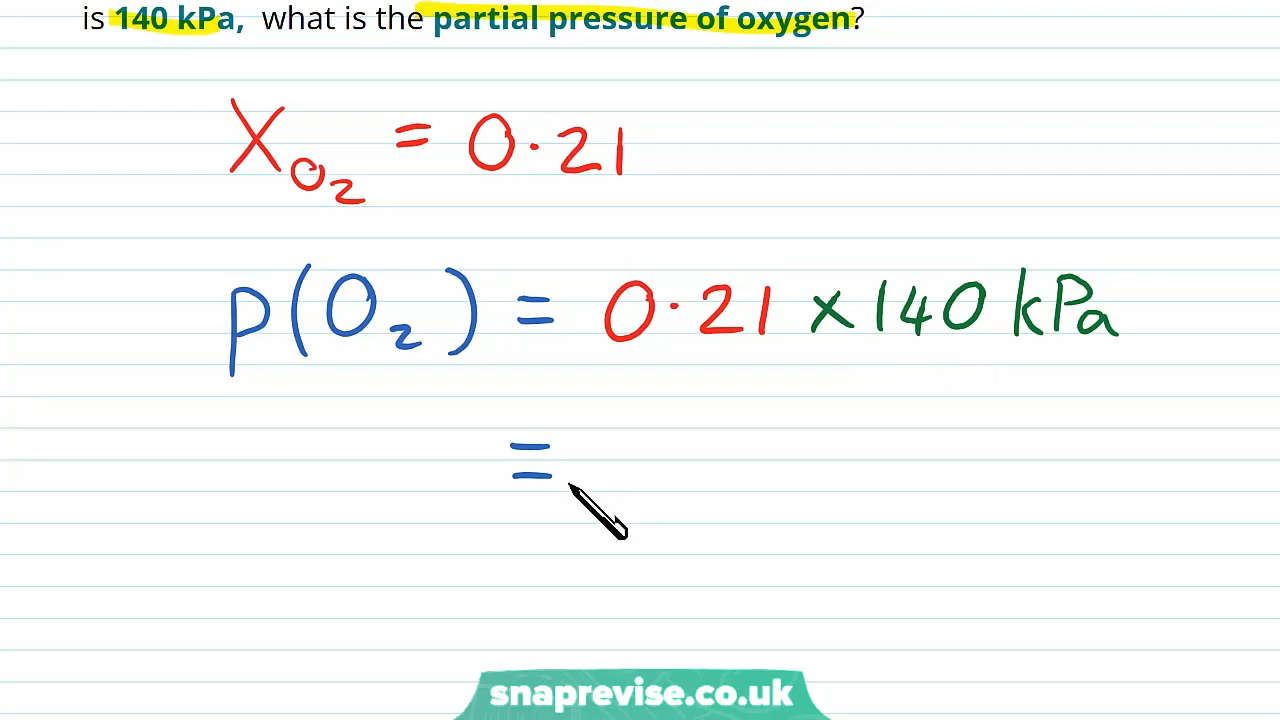 is 140 kPa, what is the partial pressure of oxygen?
X O2 = 0.21
p(O2) = 0.21 × 140 kPa
=
snaprevise.co.uk